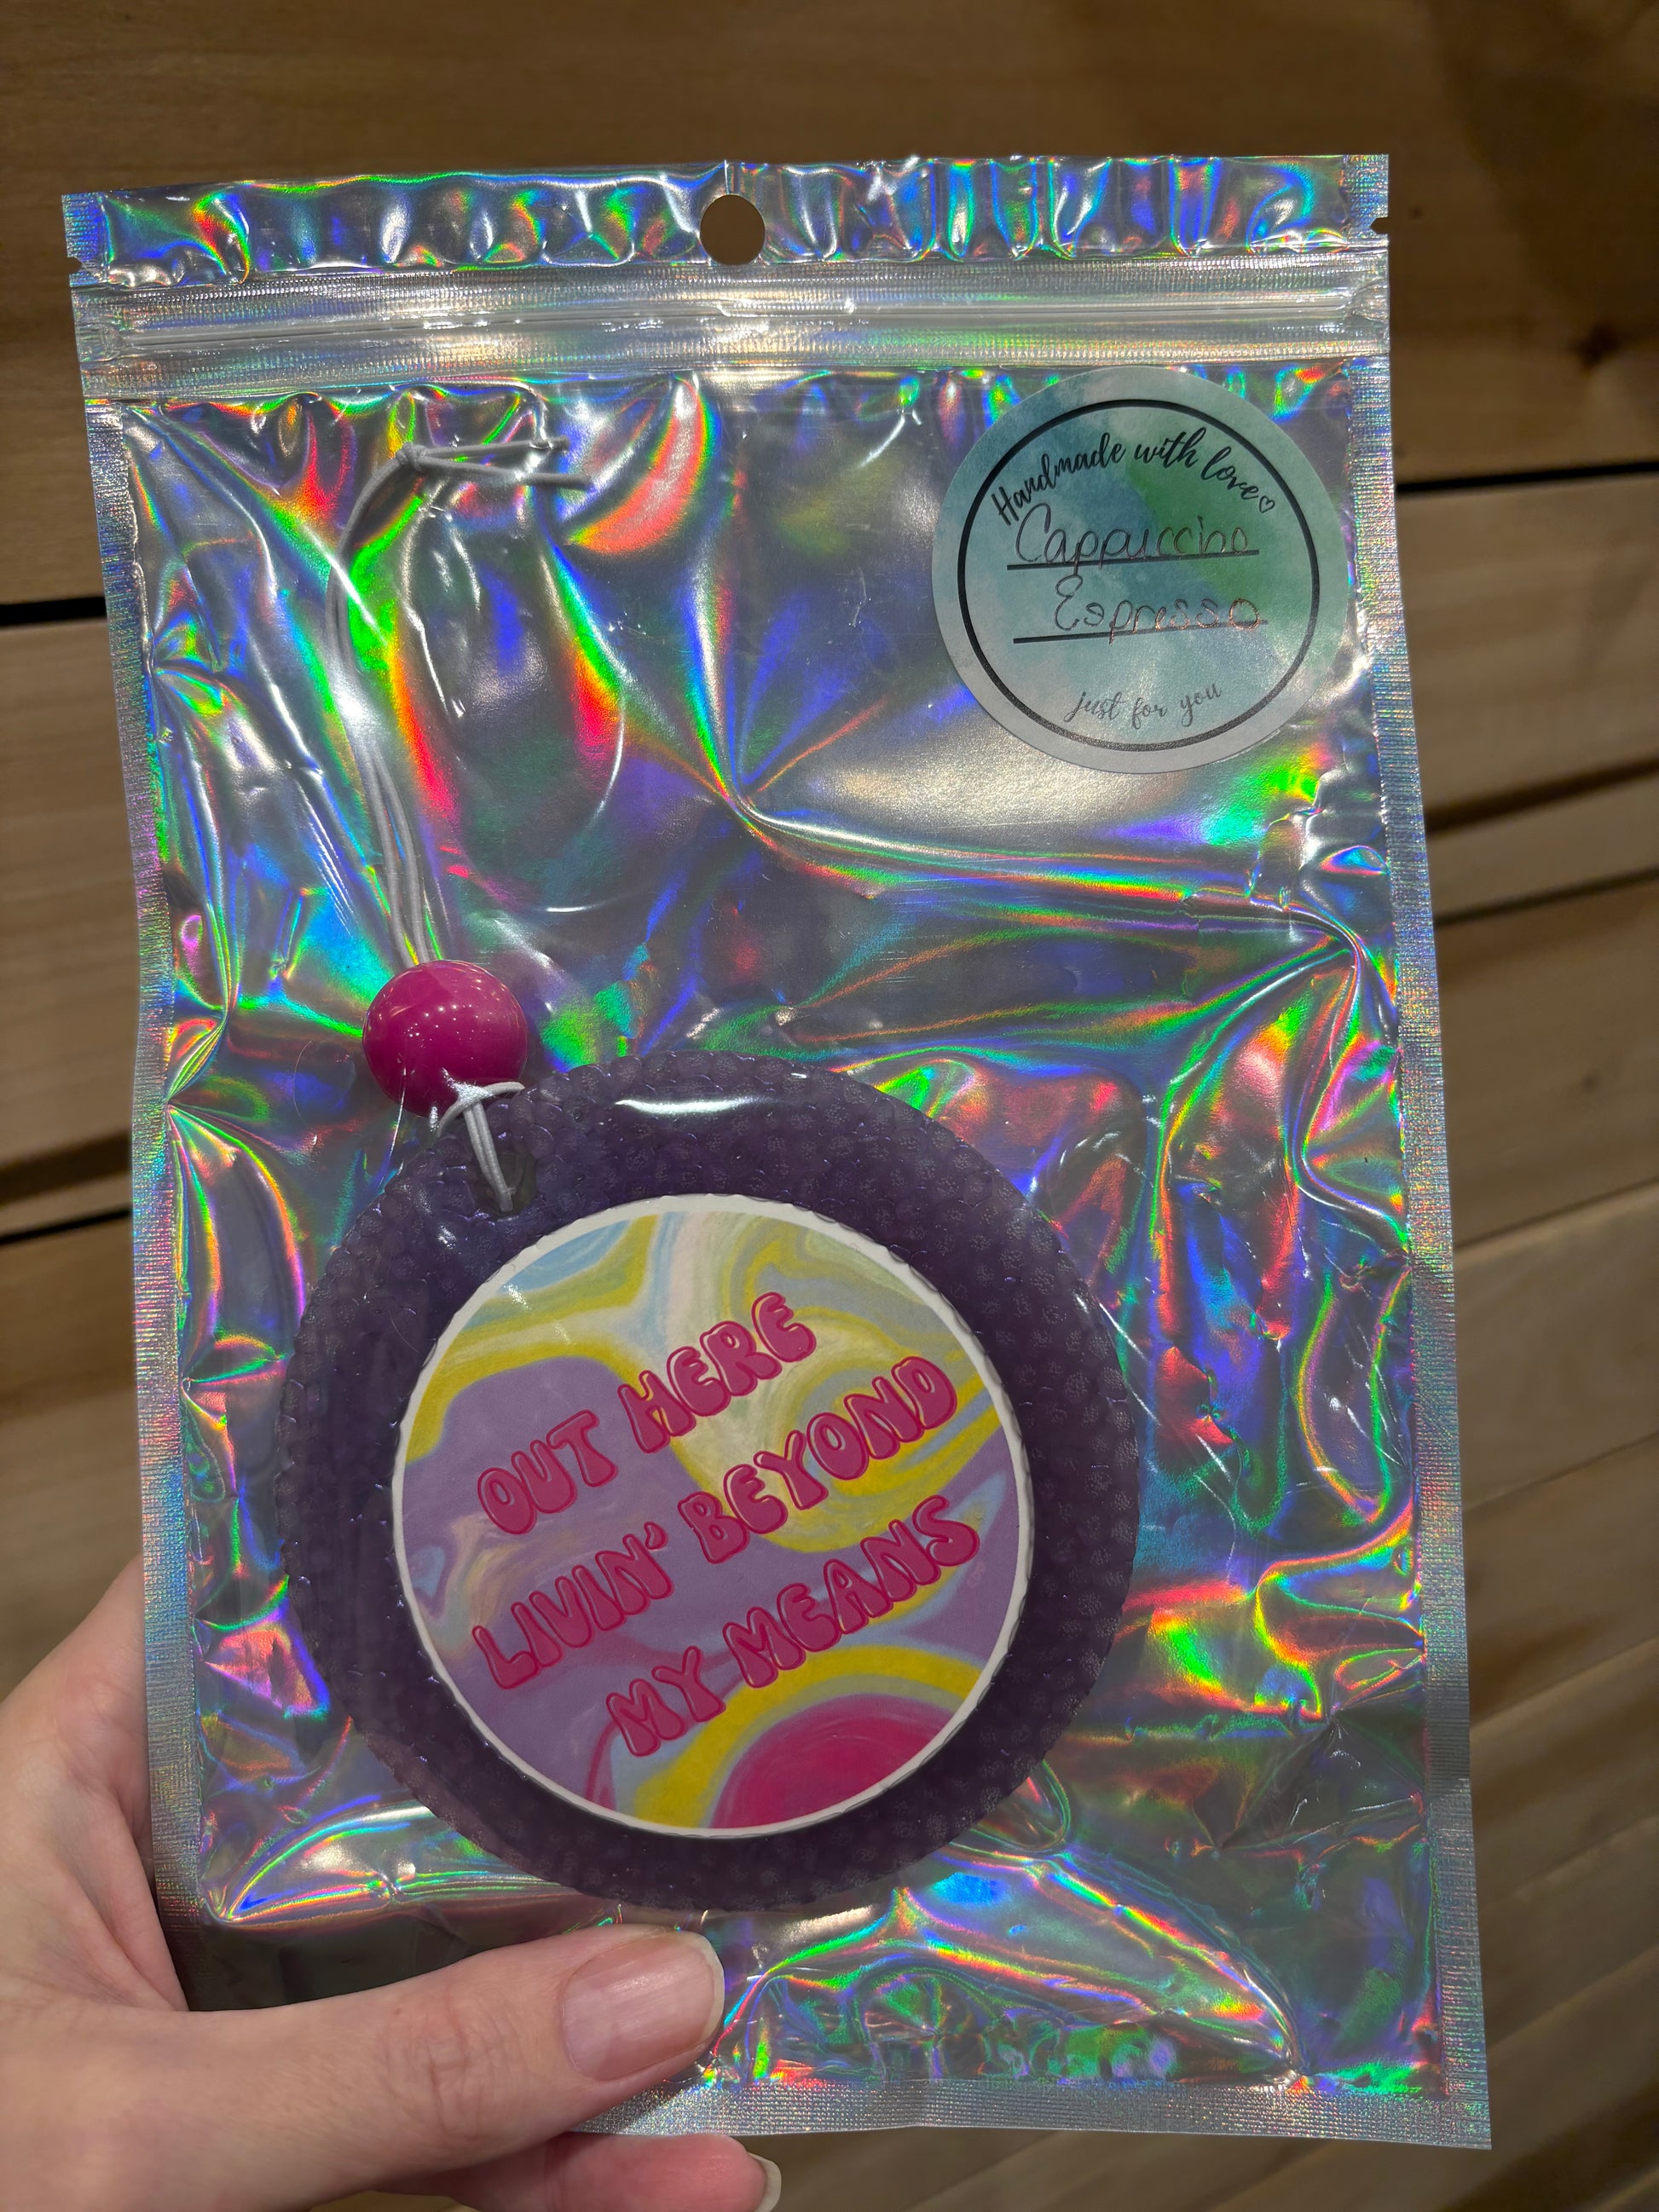 Handmade with love
Cappuccino
Espresso
just for you
OUT HERE
LIVIN' BEYOND
MY MEANS